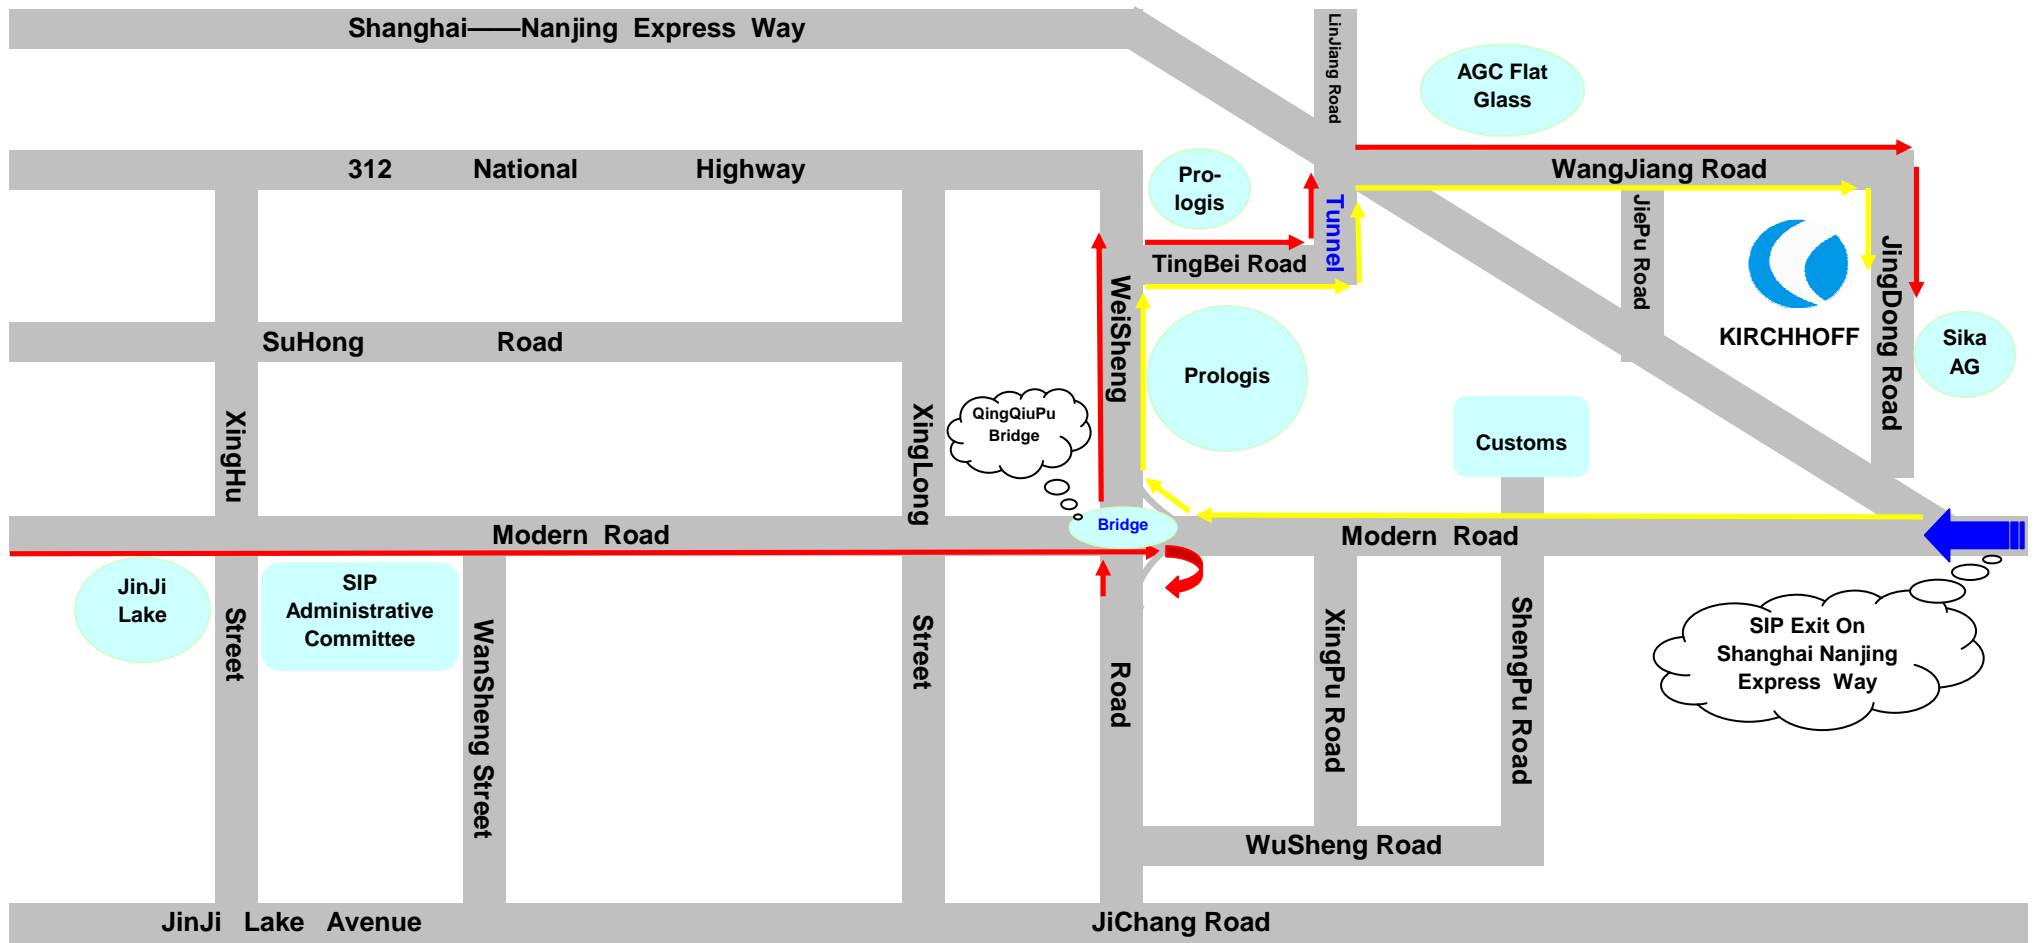 Shanghai——Nanjing Express Way
LinJiang Road
AGC Flat
Glass
312 National Highway
Pro-
logis
WangJiang Road
Tunnel
JiePu Road
TingBei Road
JingDong Road
WeiSheng
KIRCHHOFF
SuHong Road
Sika
AG
Prologis
XingHu
XingLong
QingQiuPu
Bridge
Customs
Modern Road
Bridge
Modern Road
JinJi
Lake
SIP
Administrative
Committee
Street
WanSheng Street
Street
Road
XingPu Road
ShengPu Road
SIP Exit On
Shanghai Nanjing
Express Way
WuSheng Road
JinJi Lake Avenue
JiChang Road